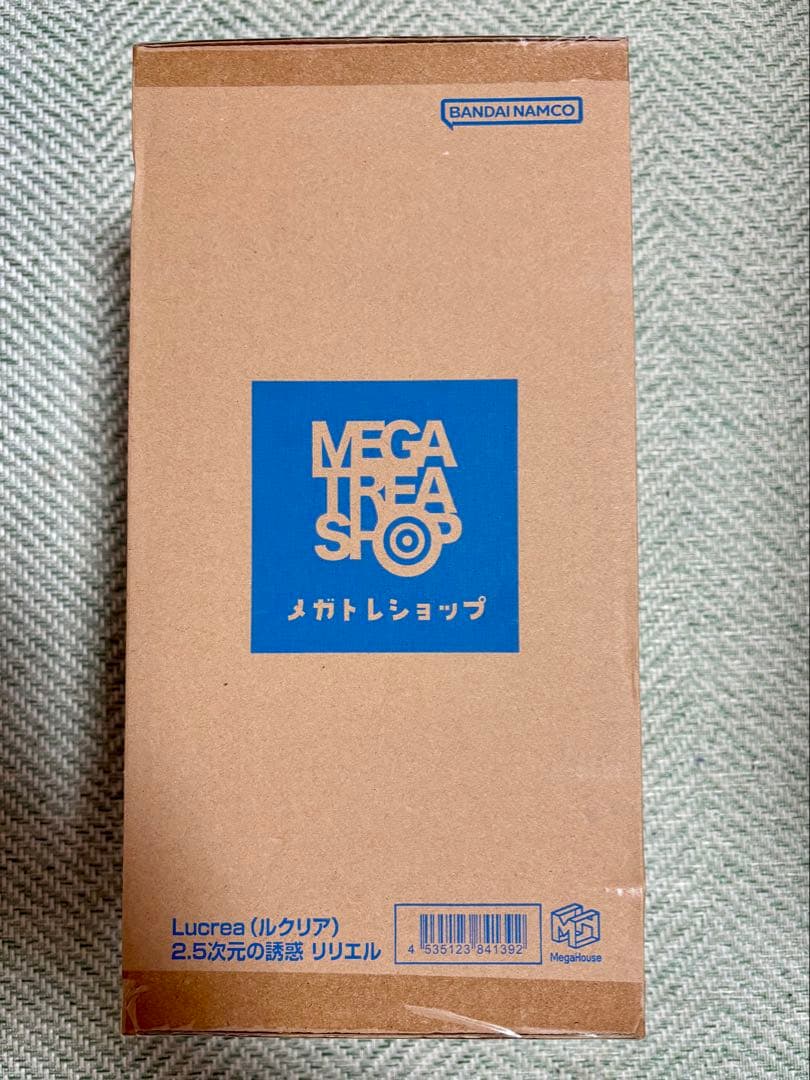 BANDAI NAMCO
MEGA
TREA
SHOP
メガトレショップ
Lucrea（ルクリア）
2.5次元の誘惑 リリエル
4 535123 841392
MegaHouse